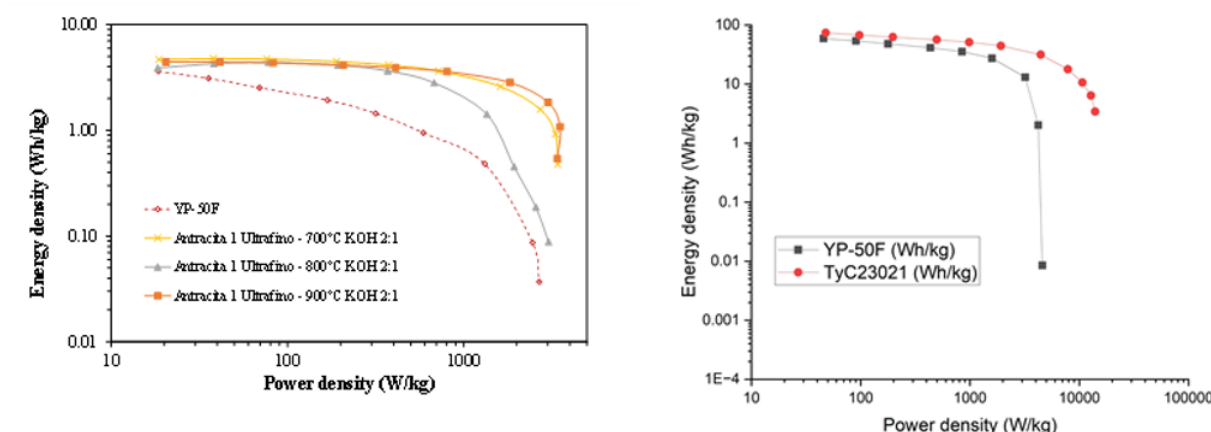 10.00
1.00
0.10
0.01
10
100
1000
Energy density (Wh/kg)
Power density (W/kg)
YP-50F
Antracita 1 Ultrafino - 700°C KOH 2:1
Antracita 1 Ultrafino - 800°C KOH 2:1
Antracita 1 Ultrafino - 900°C KOH 2:1
100
10
1
0.1
0.01
0.001
1E−4
10
100
1000
10000
100000
Energy density (Wh/kg)
Power density (W/kg)
YP-50F (Wh/kg)
TyC23021 (Wh/kg)